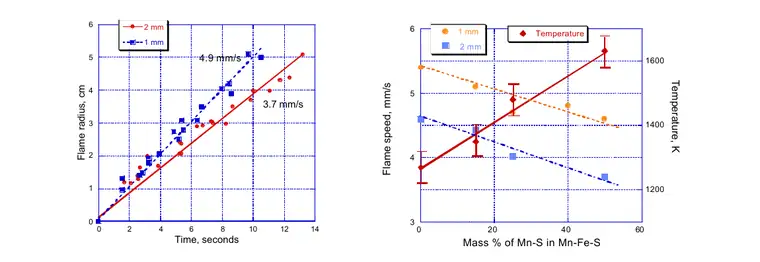 2 mm
1 mm
4.9 mm/s
3.7 mm/s
Flame radius, cm
6
5
4
3
2
1
0
0 2 4 6 8 10 12 14
Time, seconds
1 mm
2 mm
Temperature
Flame speed, mm/s
6
5
4
3
1600
1400
1200
Temperature, K
0 20 40 60
Mass % of Mn-S in Mn-Fe-S